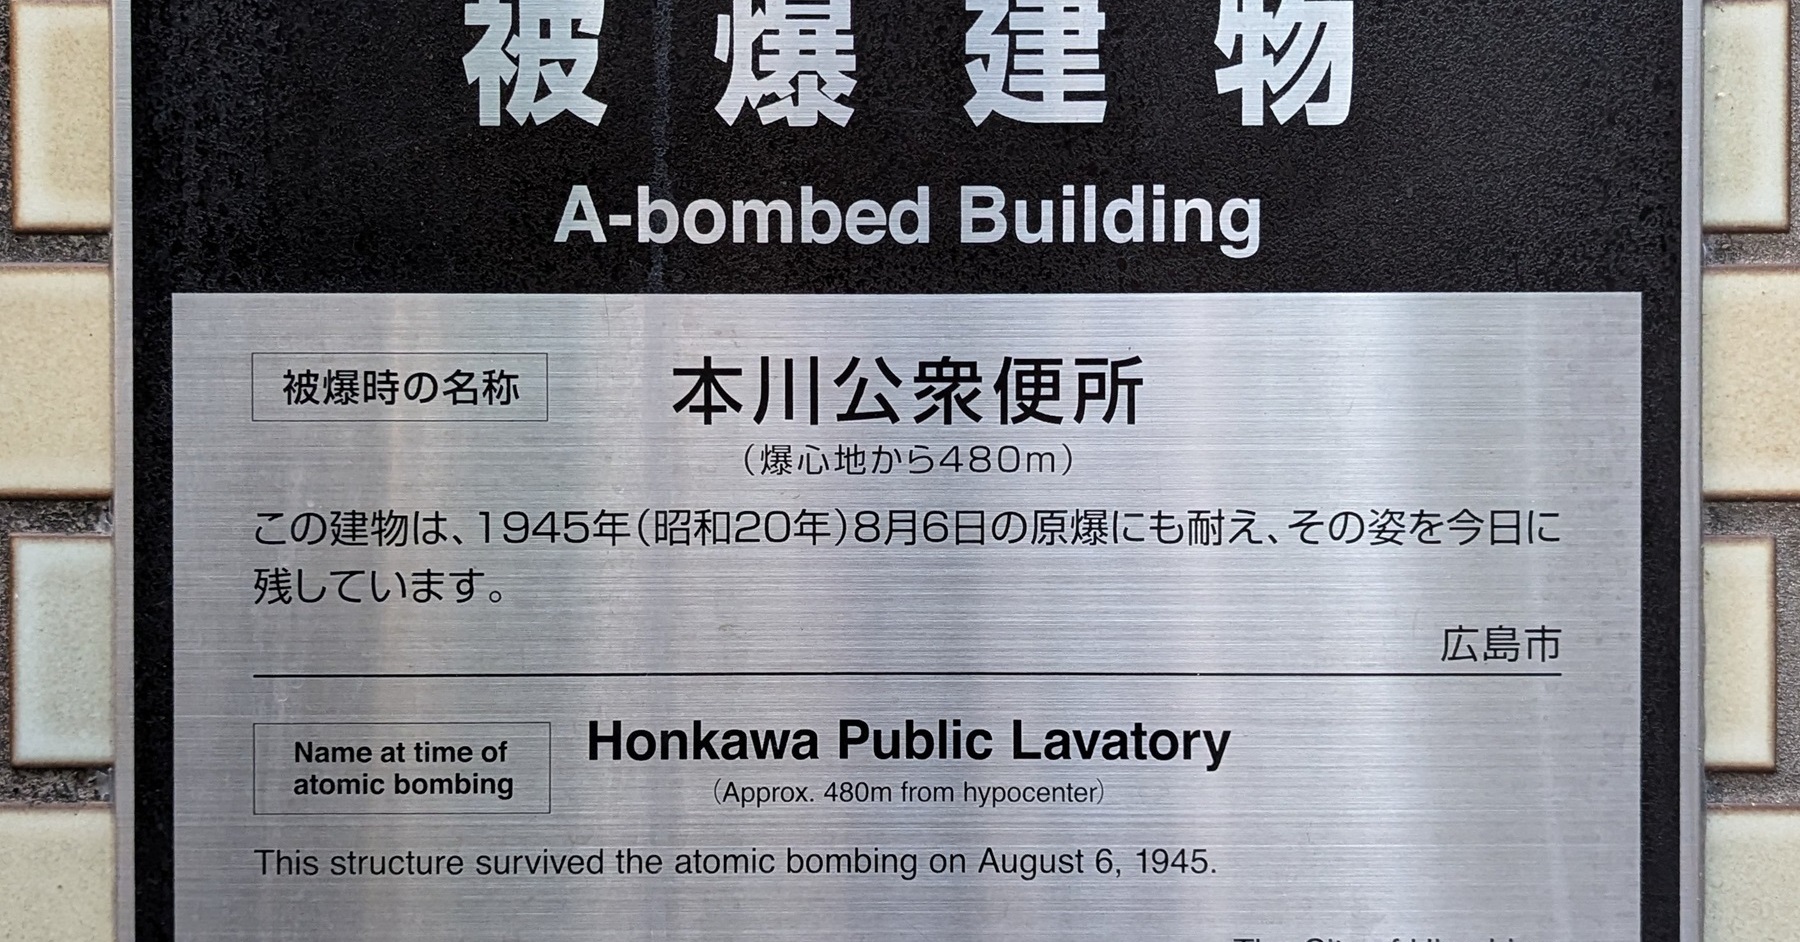 被爆建物
A-bombed Building
被爆時の名称
本川公衆便所
(爆心地から480m)
この建物は、1945年(昭和20年)8月6日の原爆にも耐え、その姿を今日に
残しています。
広島市
Name at time of
atomic bombing
Honkawa Public Lavatory
(Approx. 480m from hypocenter)
This structure survived the atomic bombing on August 6, 1945.